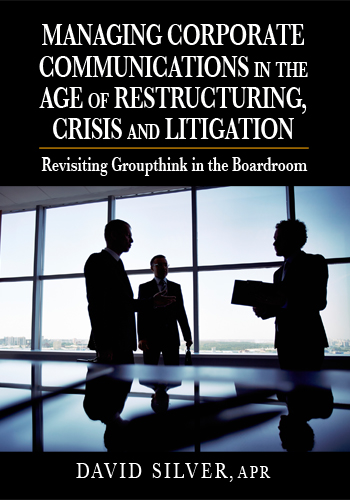 MANAGING CORPORATE
COMMUNICATIONS IN THE
AGE OF RESTRUCTURING,
CRISIS AND LITIGATION
Revisiting Groupthink in the Boardroom
DAVID SILVER, APR